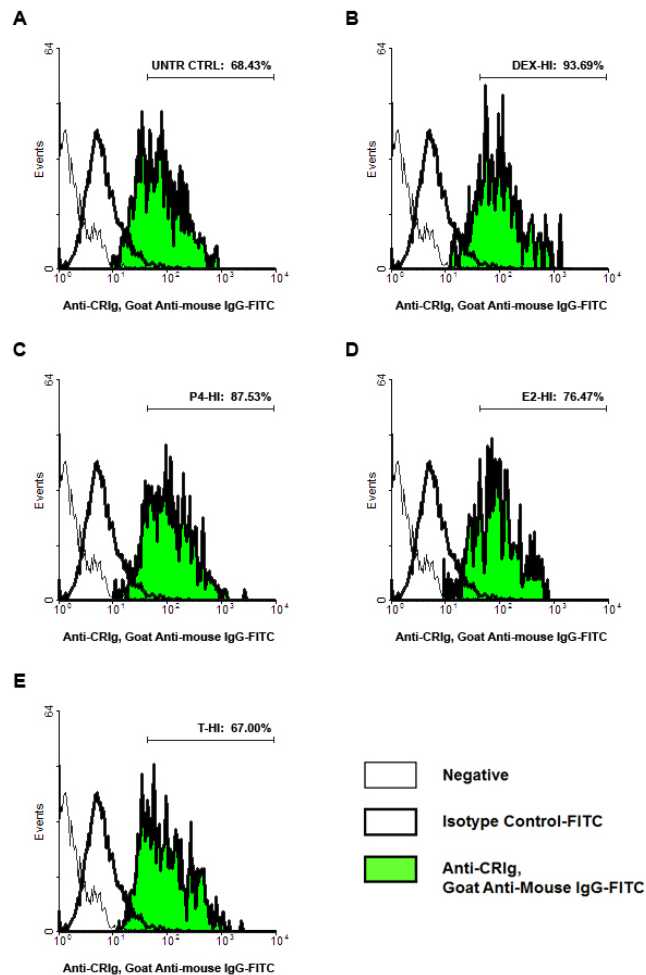 A
64
UNTR CTRL: 68.43%
Events
0
10⁰ 10¹ 10² 10³ 10⁴
Anti-CRIg, Goat Anti-mouse IgG-FITC
B
64
DEX-HI: 93.69%
Events
0
10⁰ 10¹ 10² 10³ 10⁴
Anti-CRIg, Goat Anti-mouse IgG-FITC
C
64
P4-HI: 87.53%
Events
0
10⁰ 10¹ 10² 10³ 10⁴
Anti-CRIg, Goat Anti-mouse IgG-FITC
D
64
E2-HI: 76.47%
Events
0
10⁰ 10¹ 10² 10³ 10⁴
Anti-CRIg, Goat Anti-mouse IgG-FITC
E
64
T-HI: 67.00%
Events
0
10⁰ 10¹ 10² 10³ 10⁴
Anti-CRIg, Goat Anti-mouse IgG-FITC
Negative
Isotype Control-FITC
Anti-CRIg,
Goat Anti-Mouse IgG-FITC